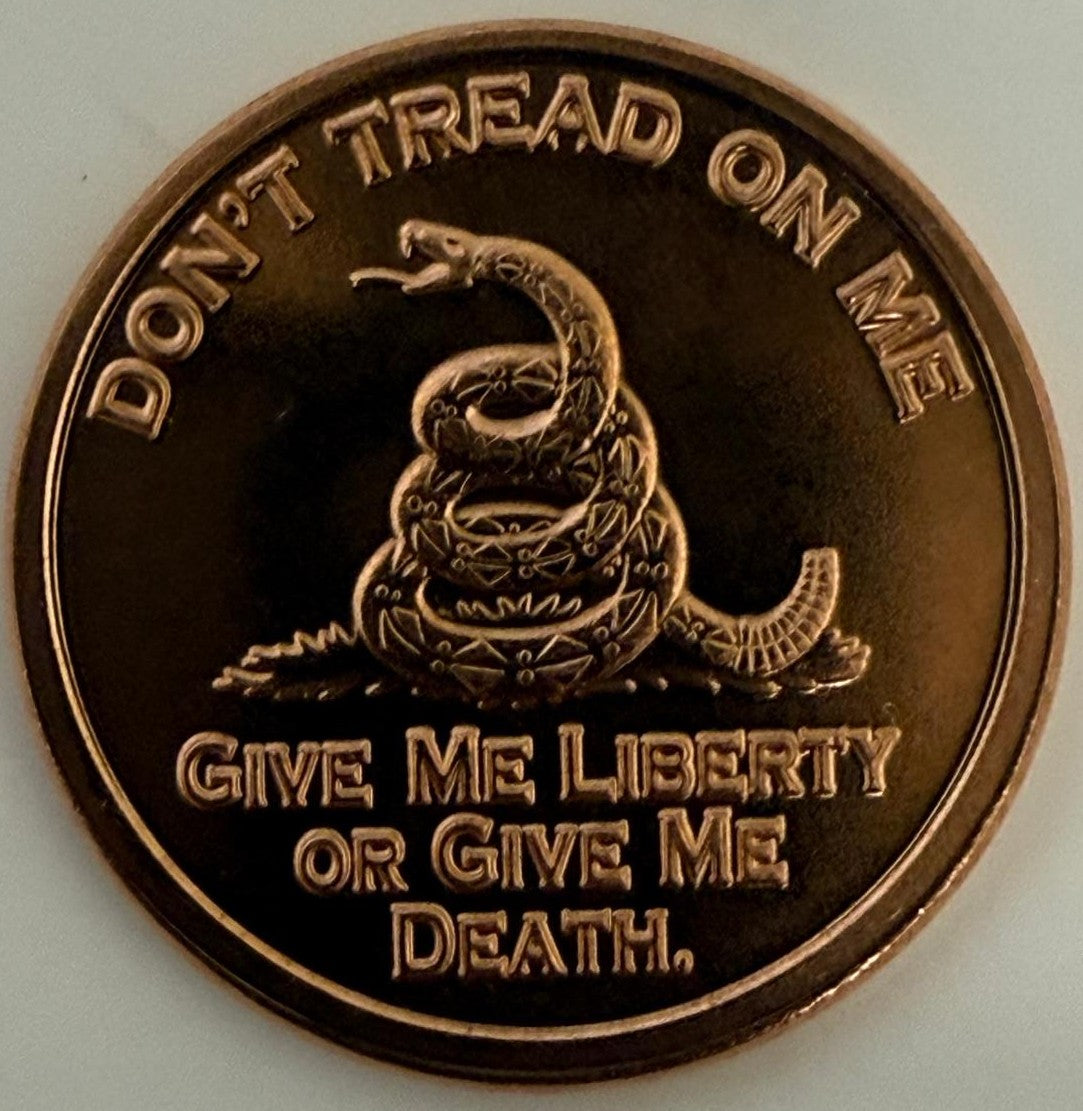 DON'T TREAD ON ME
GIVE ME LIBERTY
OR GIVE ME
DEATH.